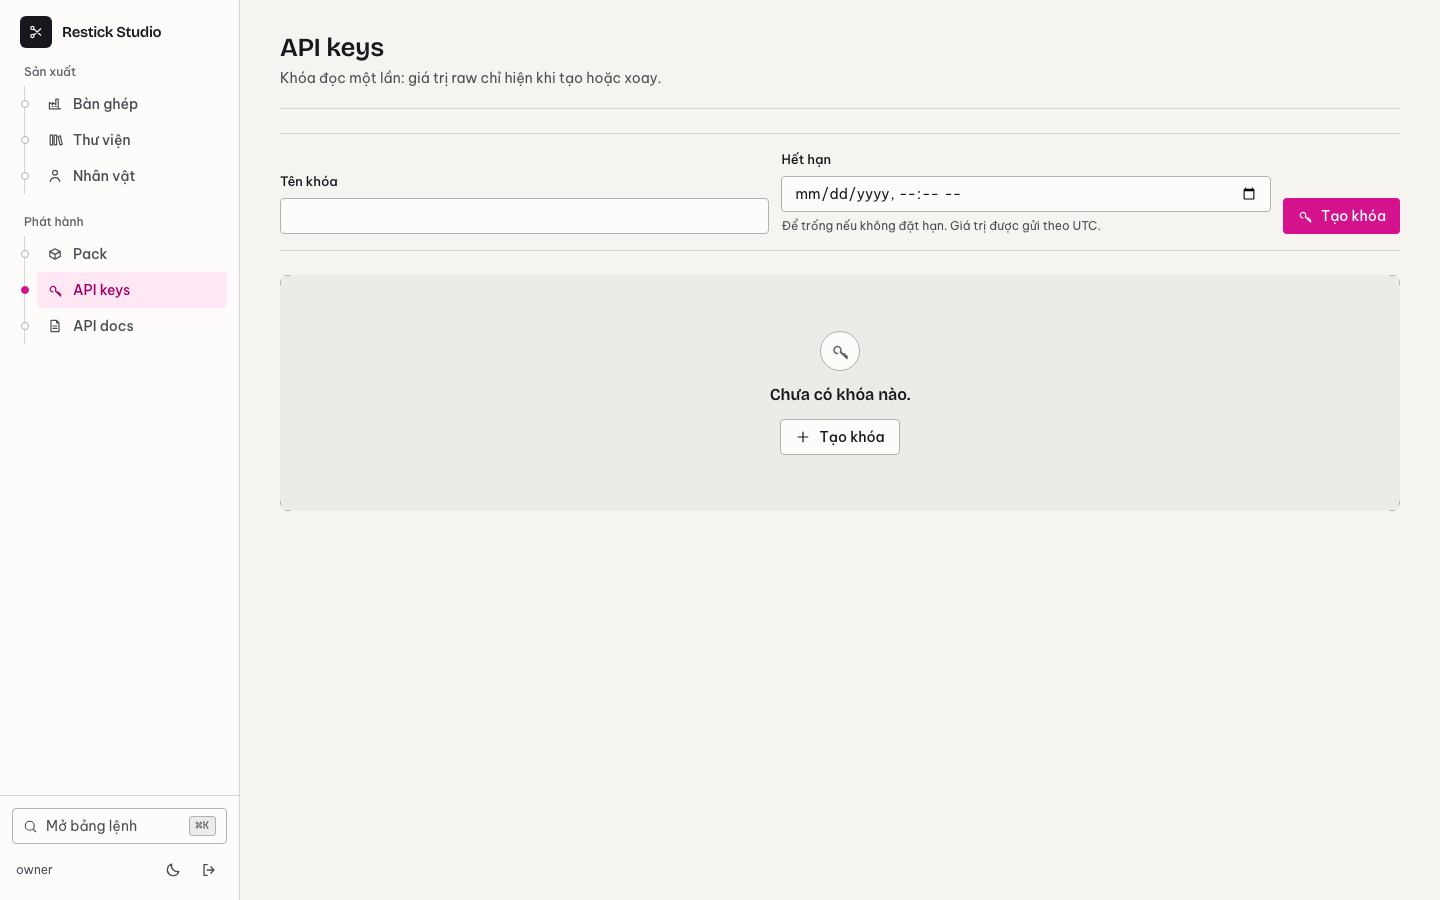 Restick Studio
Sản xuất
Bàn ghép
Thư viện
Nhân vật
Phát hành
Pack
API keys
API docs
Mở bảng lệnh
⌘K
owner
API keys
Khóa đọc một lần: giá trị raw chỉ hiện khi tạo hoặc xoay.
Tên khóa
Hết hạn
mm/dd/yyyy, --:-- --
Để trống nếu không đặt hạn. Giá trị được gửi theo UTC.
Tạo khóa
Chưa có khóa nào.
Tạo khóa